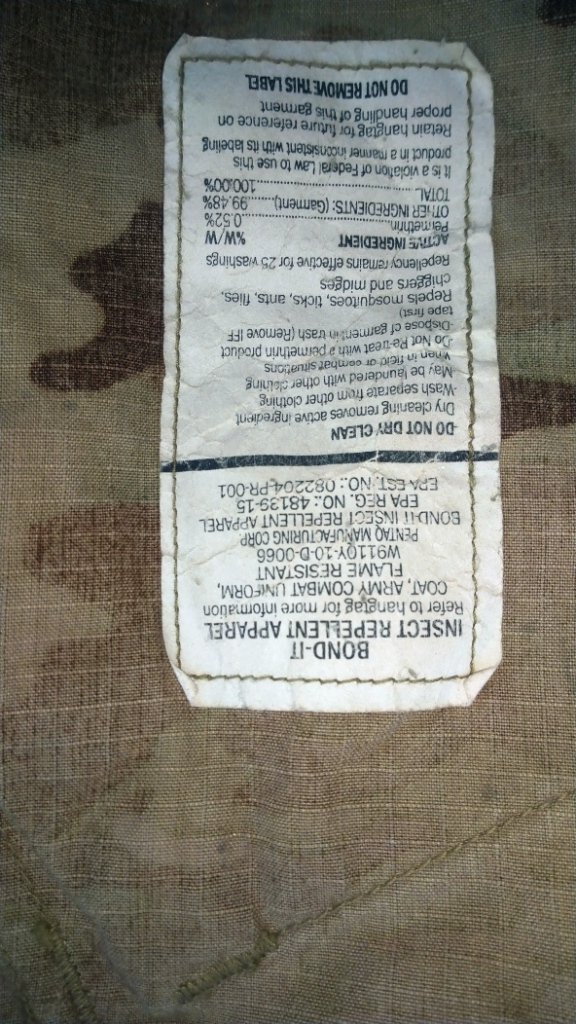 BOND-IT
INSECT REPELLENT APPAREL
Refer to hangtag for more information
COAT, ARMY COMBAT UNIFORM,
FLAME RESISTANT
W911QY-10-D-0066
PENTAQ MANUFACTURING CORP
BOND-IT INSECT REPELLENT APPAREL
EPA REG. NO.: 48139-15
EPA EST. NO.: 082204-PR-001
-DO NOT DRY CLEAN
Dry cleaning removes active ingredient
-Wash separate from other clothing
May be laundered with other clothing
when in field or combat situations
-Do not Re-treat with a permethrin product
-Dispose of garment in trash (Remove IFF
tape first)
Repels mosquitoes, ticks, ants, flies,
chiggers and midges
Repellency remains effective for 25 washings
ACTIVE INGREDIENT %W/W
Permethrin..........................0.52%
OTHER INGREDIENTS: (Garment)......99.48%
TOTAL..............................100.00%
It is a violation of Federal Law to use this
product in a manner inconsistent with its labeling
Retain hangtag for future reference on
proper handling of this garment
DO NOT REMOVE THIS LABEL